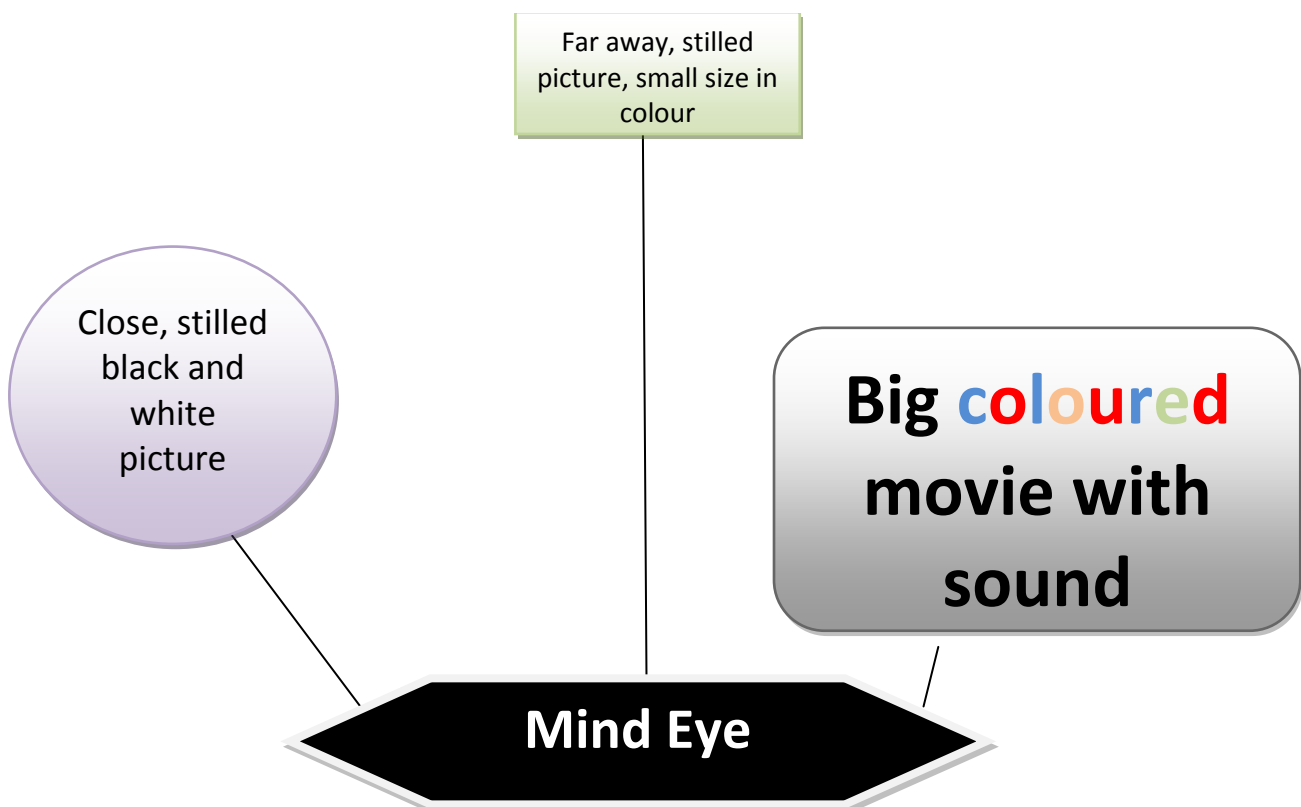 Far away, stilled
picture, small size in
colour
Close, stilled
black and
white
picture
Big coloured
movie with
sound
Mind Eye